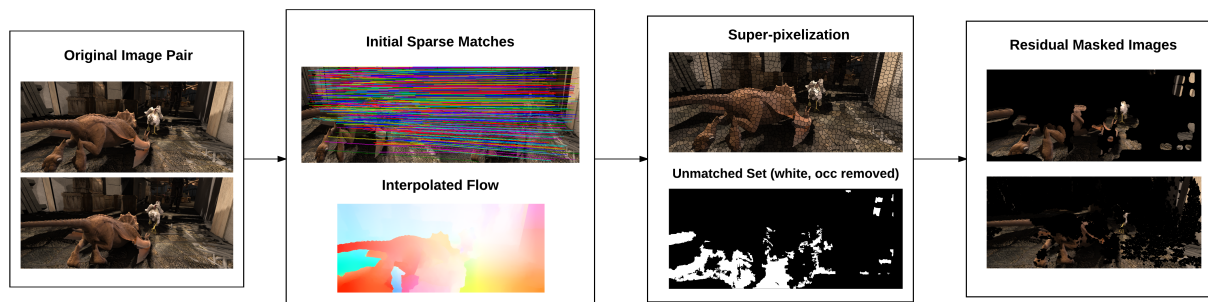 Original Image Pair
Initial Sparse Matches
Interpolated Flow
Super-pixelization
Unmatched Set (white, occ removed)
Residual Masked Images